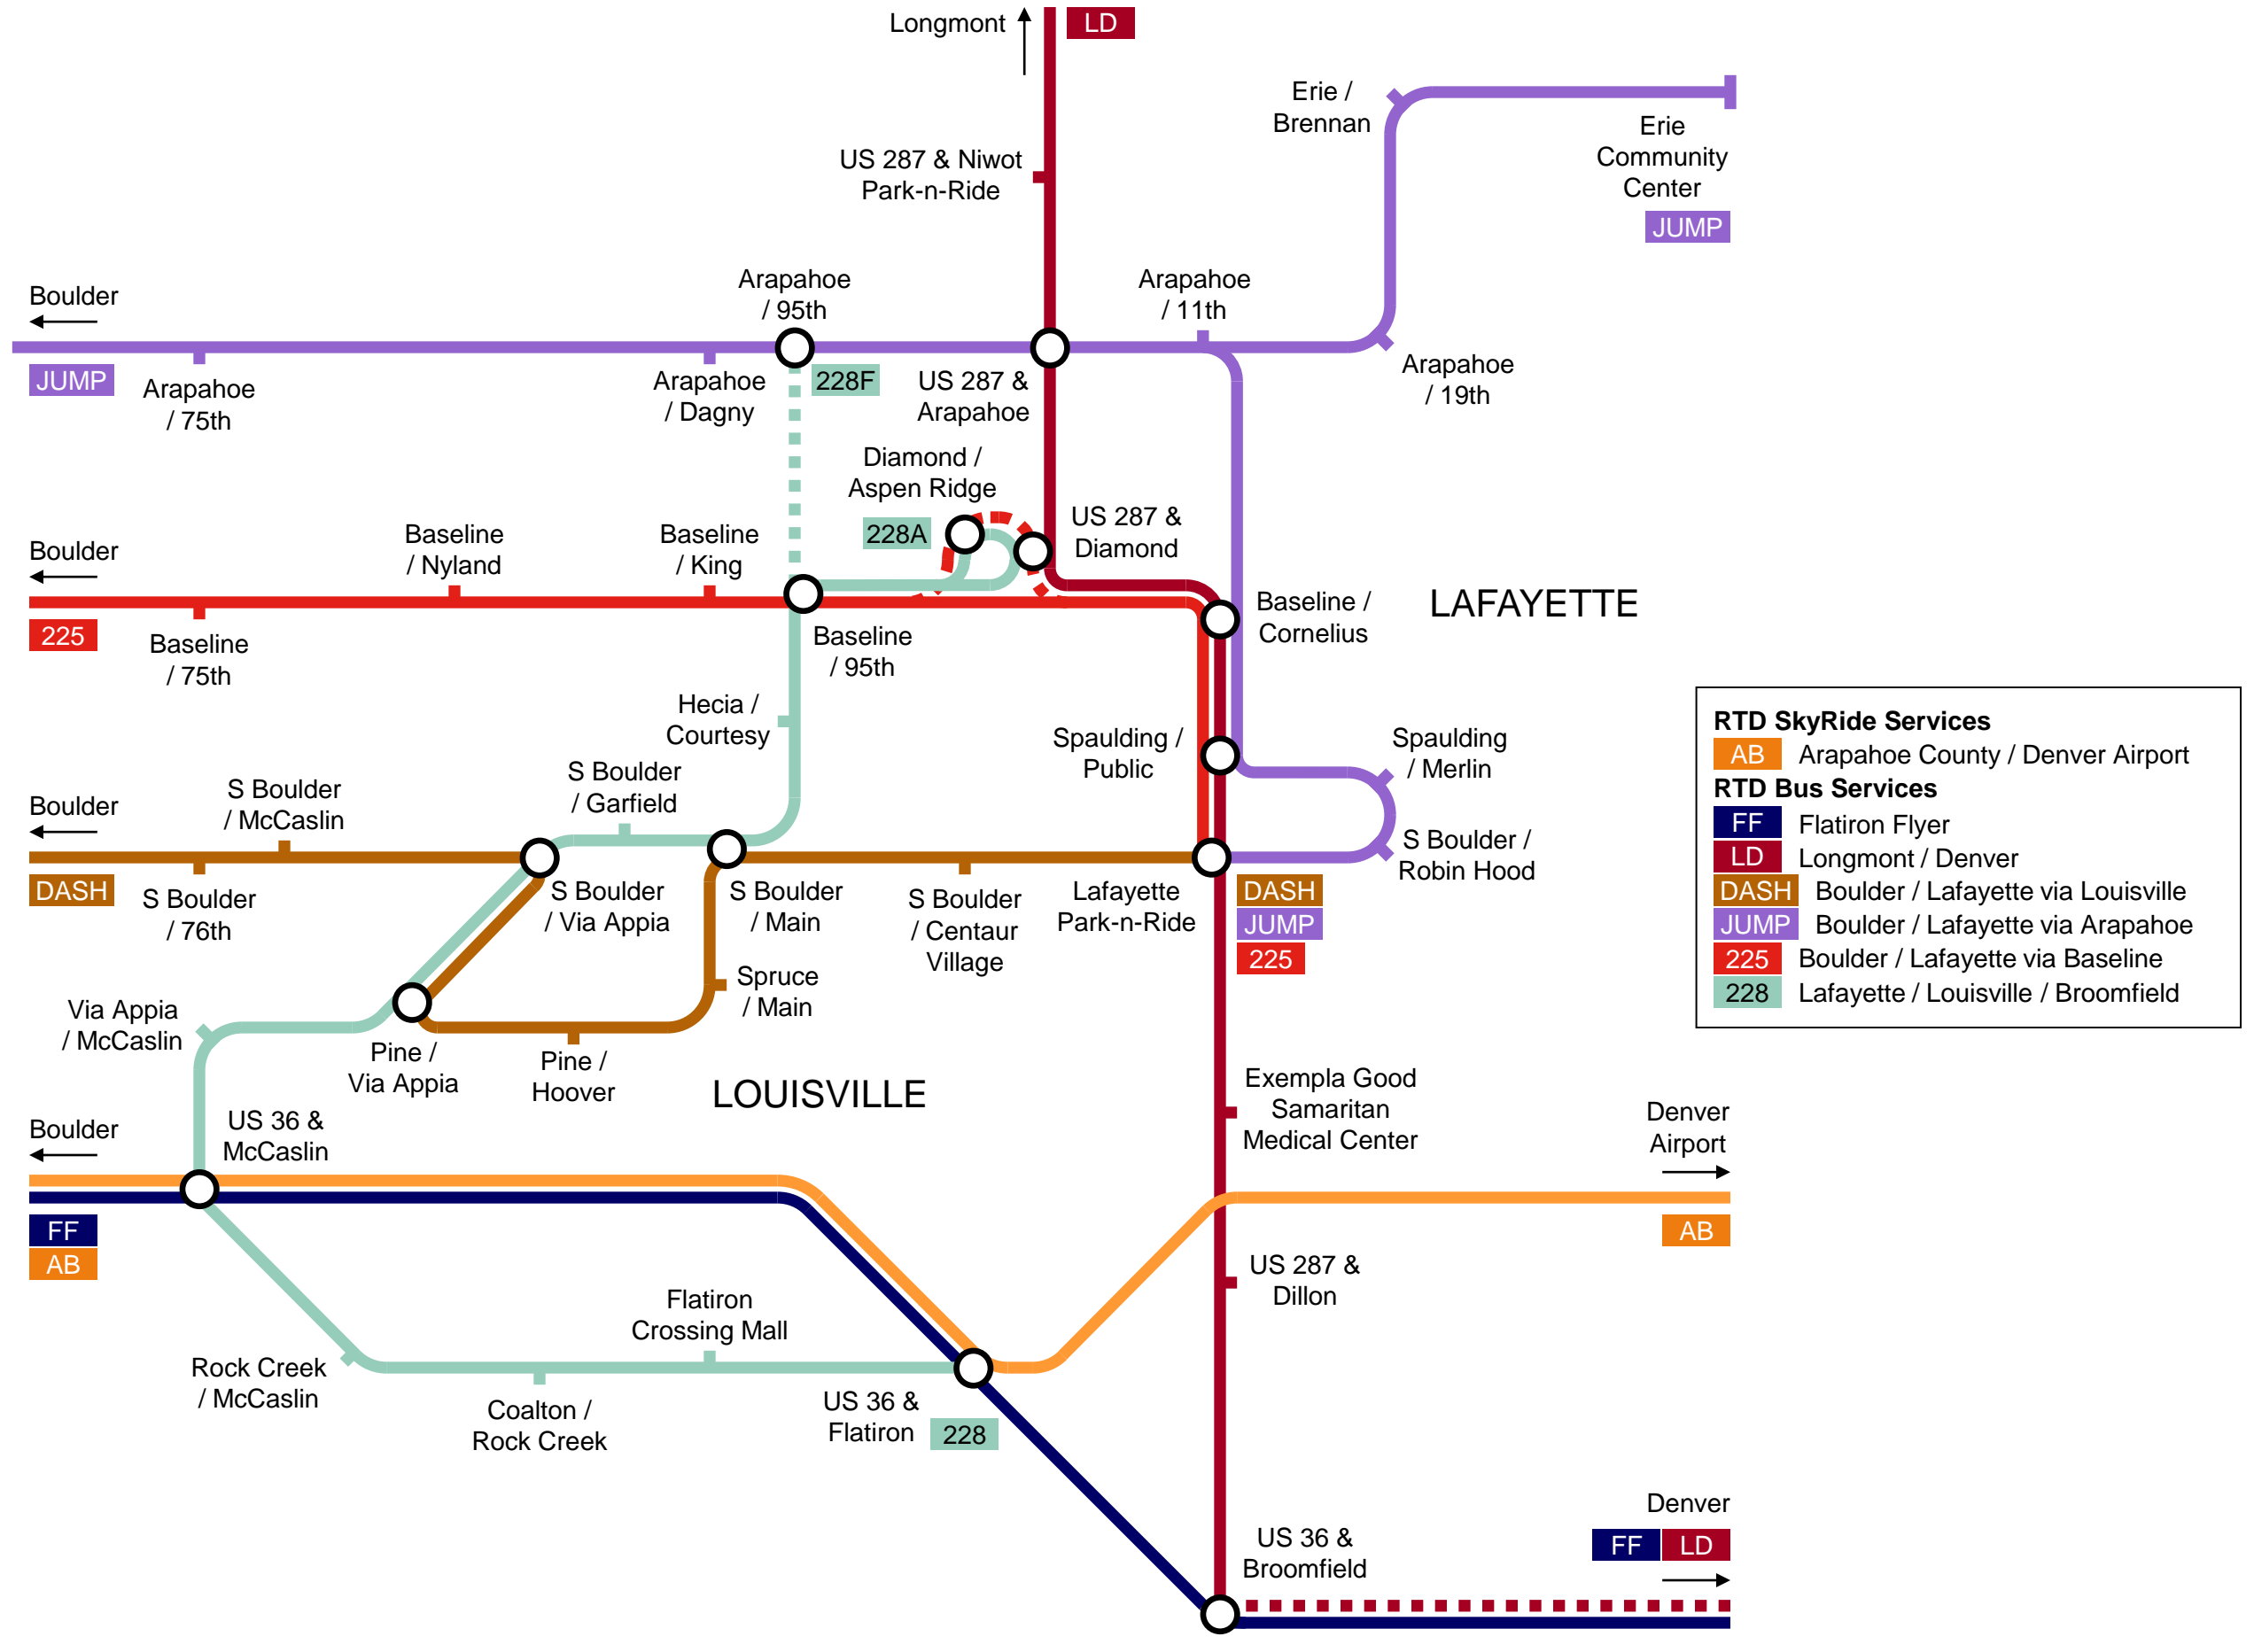 Longmont
LD
Erie /
Brennan
Erie
Community
Center
JUMP
US 287 & Niwot
Park-n-Ride
Boulder
JUMP
Arapahoe
/ 75th
Arapahoe
/ 95th
Arapahoe
/ Dagny
228F
US 287 &
Arapahoe
Arapahoe
/ 11th
Arapahoe
/ 19th
Diamond /
Aspen Ridge
228A
US 287 &
Diamond
Boulder
225
Baseline
/ 75th
Baseline
/ Nyland
Baseline
/ King
Baseline
/ 95th
Baseline /
Cornelius
LAFAYETTE
Hecia /
Courtesy
Spaulding /
Public
Spaulding
/ Merlin
S Boulder /
Robin Hood
Boulder
DASH
S Boulder
/ 76th
S Boulder
/ McCaslin
S Boulder
/ Garfield
S Boulder
/ Via Appia
S Boulder
/ Main
S Boulder
/ Centaur
Village
Lafayette
Park-n-Ride
DASH
JUMP
225
Spruce
/ Main
Via Appia
/ McCaslin
Pine /
Via Appia
Pine /
Hoover
LOUISVILLE
RTD SkyRide Services
AB Arapahoe County / Denver Airport
RTD Bus Services
FF Flatiron Flyer
LD Longmont / Denver
DASH Boulder / Lafayette via Louisville
JUMP Boulder / Lafayette via Arapahoe
225 Boulder / Lafayette via Baseline
228 Lafayette / Louisville / Broomfield
Boulder
FF
AB
US 36 &
McCaslin
Exempla Good
Samaritan
Medical Center
Denver
Airport
AB
US 287 &
Dillon
Flatiron
Crossing Mall
Rock Creek
/ McCaslin
Coalton /
Rock Creek
US 36 &
Flatiron
228
US 36 &
Broomfield
Denver
FF LD